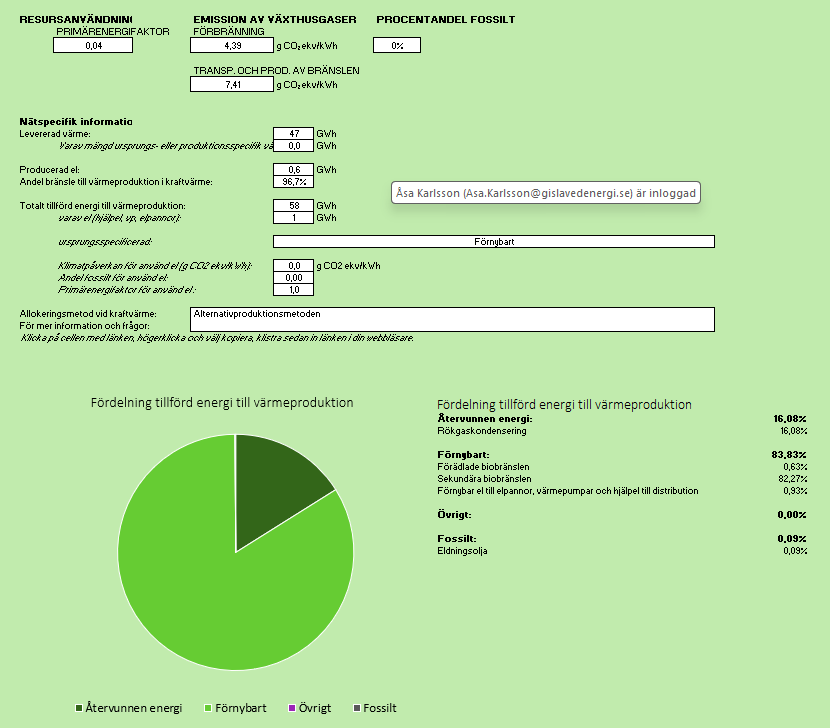 RESURSANVÄNDNIN
EMISSION AV VÄXTHUSGASER
PROCENTANDEL FOSSILT
PRIMÄRENERGIFAKTOR
FÖRBRÄNNING
0,04
4,39 g CO₂ekv/kWh
0%
TRANSP. OCH PROD. AV BRÄNSLEN
7,41 g CO₂ekv/kWh
Nätspecifik informatio
Levererad värme: 47 GWh
Varav mängd ursprungs- eller produktionsspecifik vä 0,0 GWh
Producerad el: 0,6 GWh
Andel bränsle till värmeproduktion i kraftvärme: 96,7%
Åsa Karlsson (Asa.Karlsson@gislavedenergi.se) är inloggad
Totalt tillförd energi till värmeproduktion: 58 GWh
varav el (hjälpel, vp, elpannor): 1 GWh
ursprungsspecificerad: Förnybart
Klimatpåverkan för använd el (g CO2 ekv/kWh): 0,0 g CO2 ekv/kWh
Andel fossilt för använd el: 0,00
Primärenergifaktor för använd el.: 1,0
Allokeringsmetod vid kraftvärme: Alternativproduktionsmetoden
För mer information och frågor:
Klicka på cellen med länken, högerklicka och välj kopiera, klistra sedan in länken i din webbläsare.
Fördelning tillförd energi till värmeproduktion
Återvunnen energi
Förnybart
Övrigt
Fossilt
Fördelning tillförd energi till värmeproduktion
Återvunnen energi: 16,08%
Rökgaskondensering 16,08%
Förnybart: 83,83%
Förädlade biobränslen 0,63%
Sekundära biobränslen 82,27%
Förnybar el till elpannor, värmepumpar och hjälpel till distribution 0,93%
Övrigt: 0,00%
Fossilt: 0,09%
Eldningsolja 0,09%